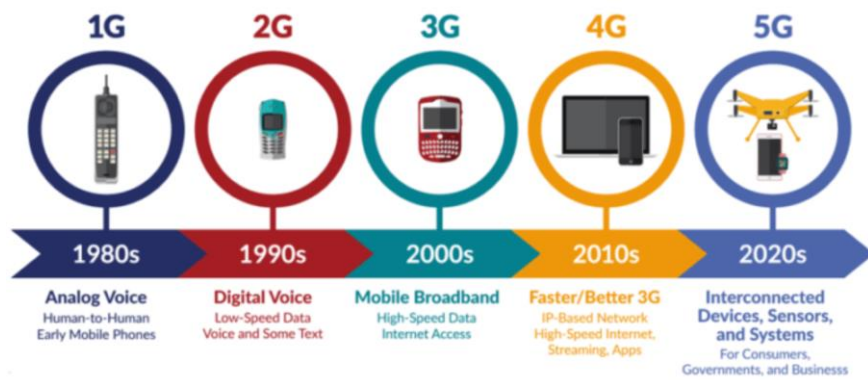 1G
2G
3G
4G
5G
1980s
1990s
2000s
2010s
2020s
Analog Voice
Human-to-Human
Early Mobile Phones
Digital Voice
Low-Speed Data
Voice and Some Text
Mobile Broadband
High-Speed Data
Internet Access
Faster/Better 3G
IP-Based Network
High-Speed Internet,
Streaming, Apps
Interconnected
Devices, Sensors,
and Systems
For Consumers,
Governments, and Businesss